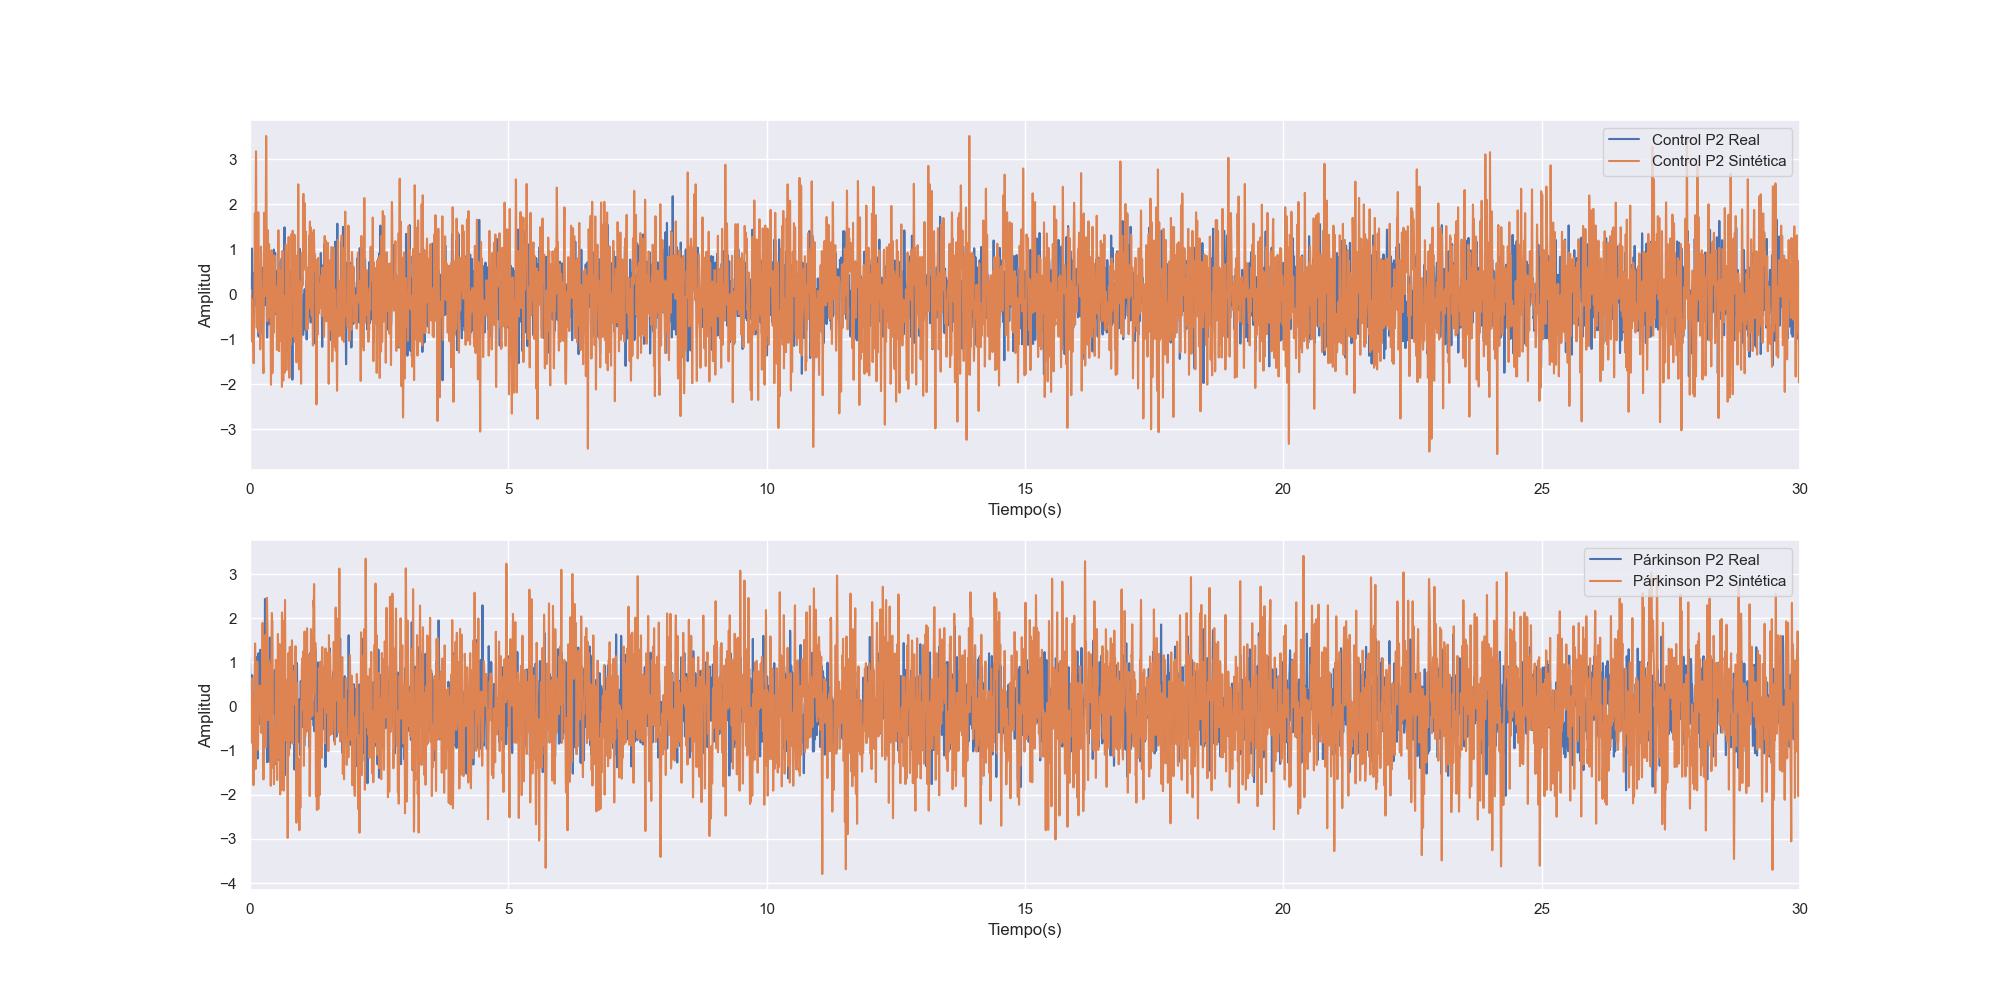 Control P2 Real
Control P2 Sintética
3
2
1
0
−1
−2
−3
Amplitud
0 5 10 15 20 25 30
Tiempo(s)
Párkinson P2 Real
Párkinson P2 Sintética
3
2
1
0
−1
−2
−3
−4
Amplitud
0 5 10 15 20 25 30
Tiempo(s)